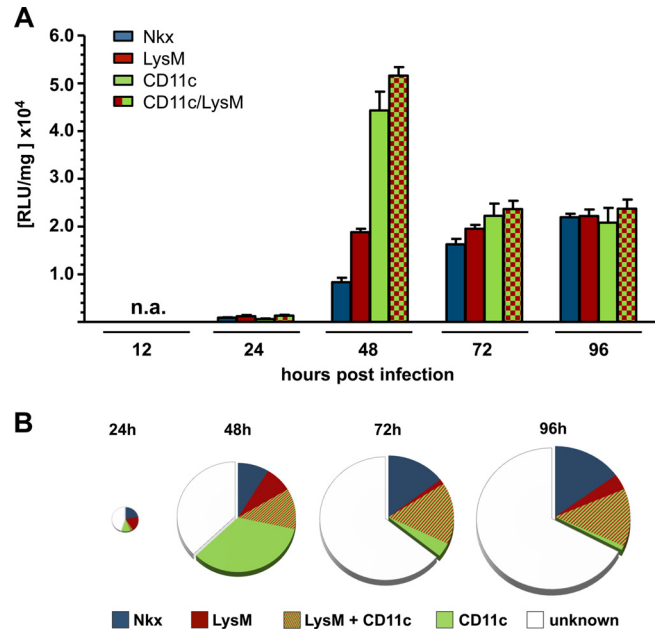 A
Nkx
LysM
CD11c
CD11c/LysM
[RLU/mg ] x10⁴
6.0
5.0
4.0
3.0
2.0
1.0
n.a.
12 24 48 72 96
hours post infection
B
24h 48h 72h 96h
Nkx LysM LysM + CD11c CD11c unknown